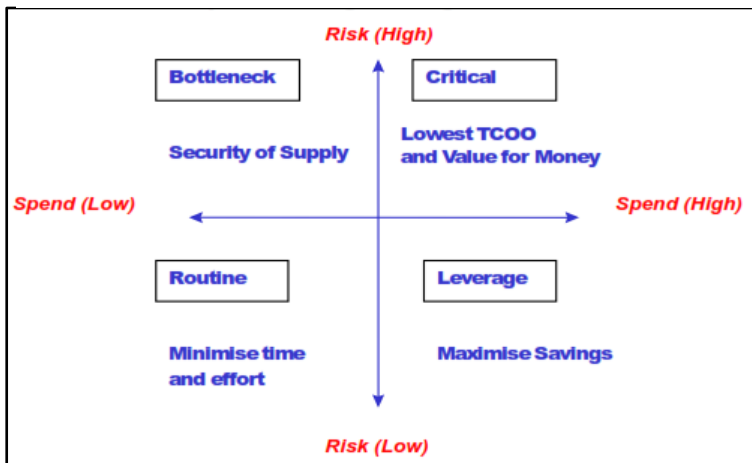 Risk (High)
Bottleneck
Critical
Security of Supply
Lowest TCOO
and Value for Money
Spend (Low)
Spend (High)
Routine
Leverage
Minimise time
and effort
Maximise Savings
Risk (Low)